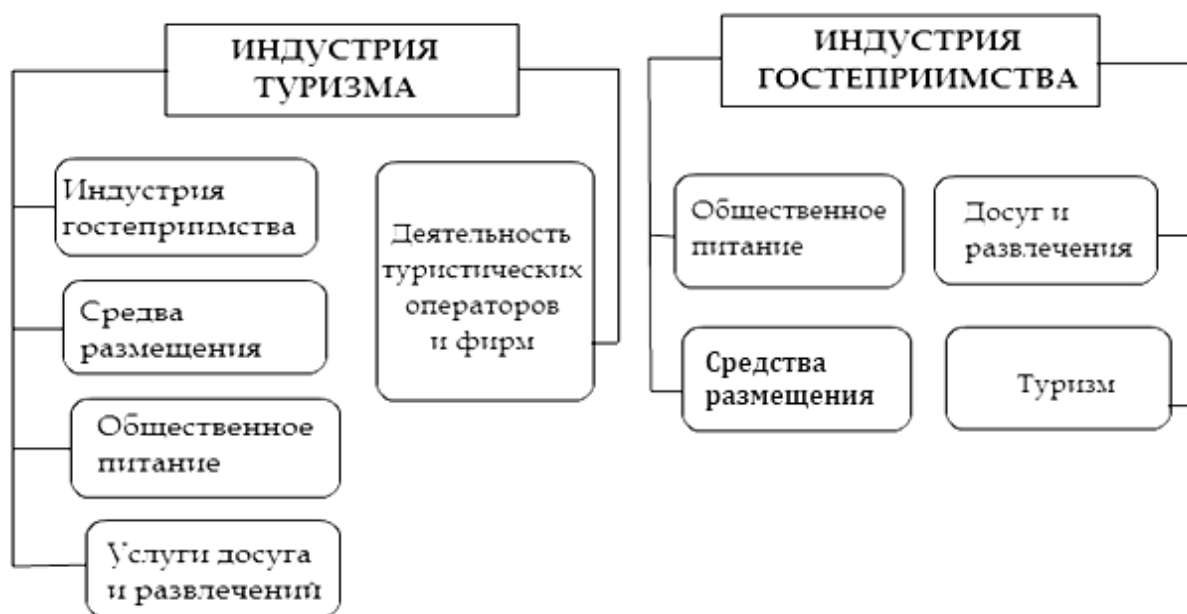 ИНДУСТРИЯ
ТУРИЗМА
Индустрия
гостеприимства
Средва
размещения
Общественное
питание
Услуги досуга
и развлечений
Деятельность
туристических
операторов
и фирм
ИНДУСТРИЯ
ГОСТЕПРИИМСТВА
Общественное
питание
Досуг и
развлечения
Средства
размещения
Туризм